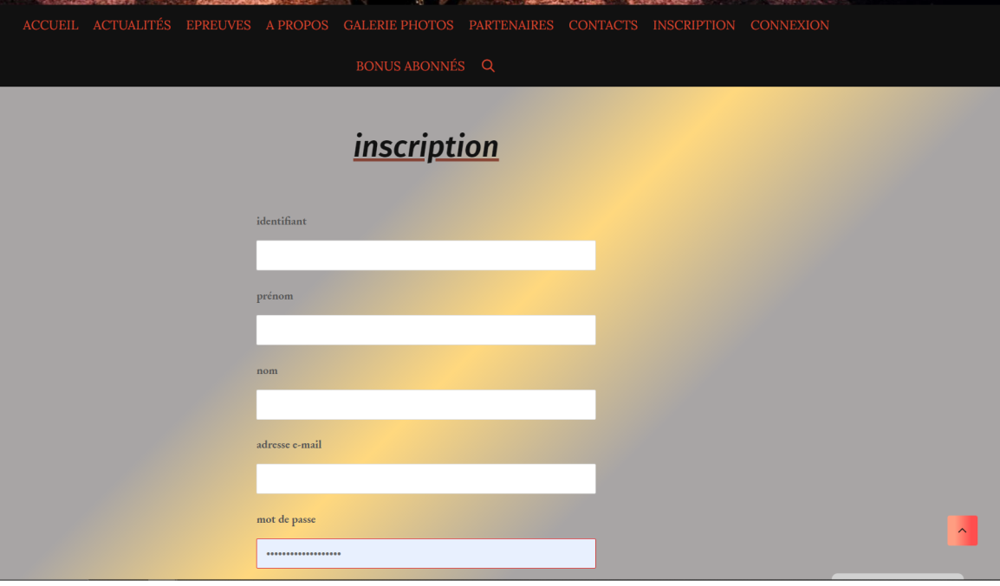 ACCUEIL ACTUALITÉS EPREUVES A PROPOS GALERIE PHOTOS PARTENAIRES CONTACTS INSCRIPTION CONNEXION
BONUS ABONNÉS
inscription
identifiant
prénom
nom
adresse e-mail
mot de passe
•••••••••••••••••••